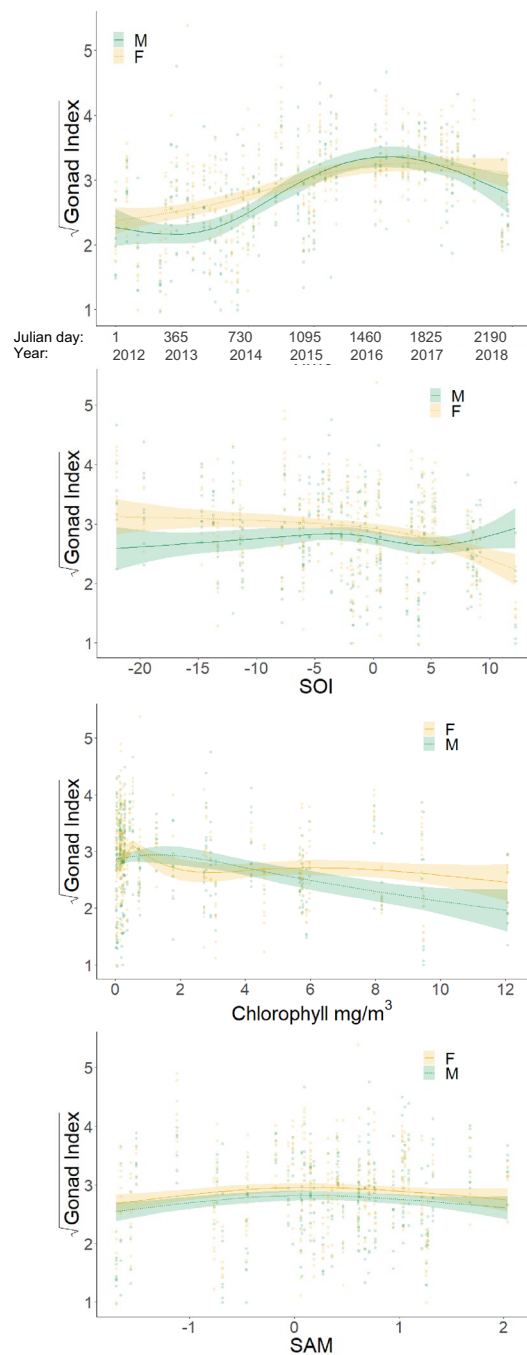 5
M
F
4
3
2
1
√Gonad Index
Julian day: 1 365 730 1095 1460 1825 2190
Year: 2012 2013 2014 2015 2016 2017 2018
5
M
F
4
3
2
1
√Gonad Index
-20 -15 -10 -5 0 5 10
SOI
5
F
M
4
3
2
1
√Gonad Index
0 2 4 6 8 10 12
Chlorophyll mg/m³
5
F
M
4
3
2
1
√Gonad Index
-1 0 1 2
SAM